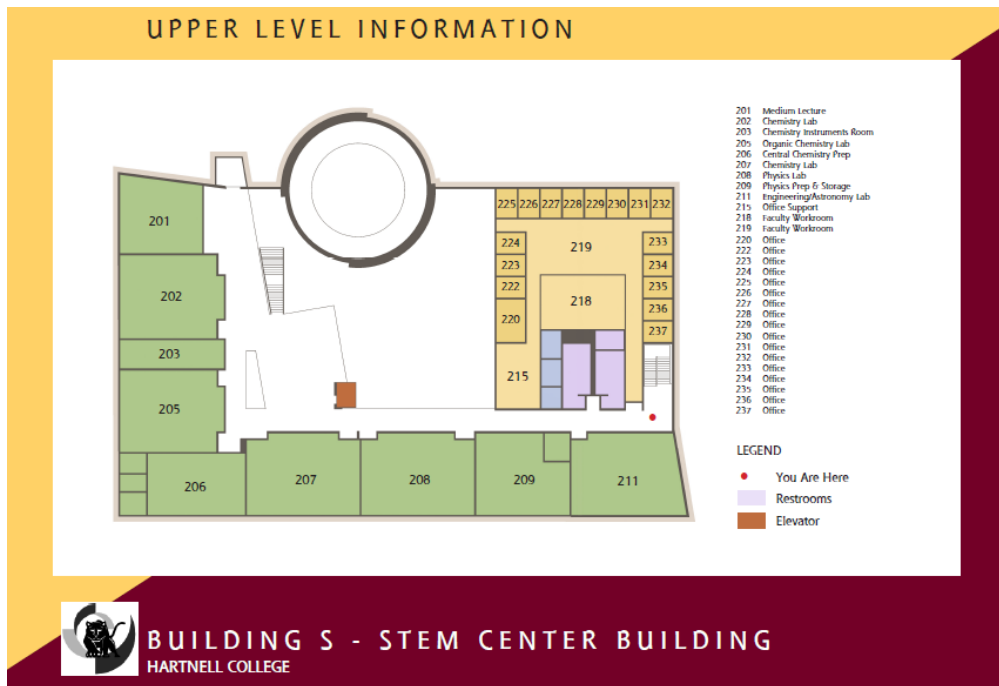 UPPER LEVEL INFORMATION
201 Medium Lecture
202 Chemistry Lab
203 Chemistry Instruments Room
205 Organic Chemistry Lab
206 Central Chemistry Prep
207 Chemistry Lab
208 Physics Lab
209 Physics Prep & Storage
211 Engineering/Astronomy Lab
215 Office Support
218 Faculty Workroom
219 Faculty Workroom
220 Office
222 Office
223 Office
224 Office
225 Office
226 Office
227 Office
228 Office
229 Office
230 Office
231 Office
232 Office
233 Office
234 Office
235 Office
236 Office
237 Office
225 226 227 228 229 230 231 232
201
224
219
233
223
234
202
222
218
235
220
236
237
203
215
205
206
207
208
209
211
LEGEND
You Are Here
Restrooms
Elevator
BUILDING S - STEM CENTER BUILDING
HARTNELL COLLEGE